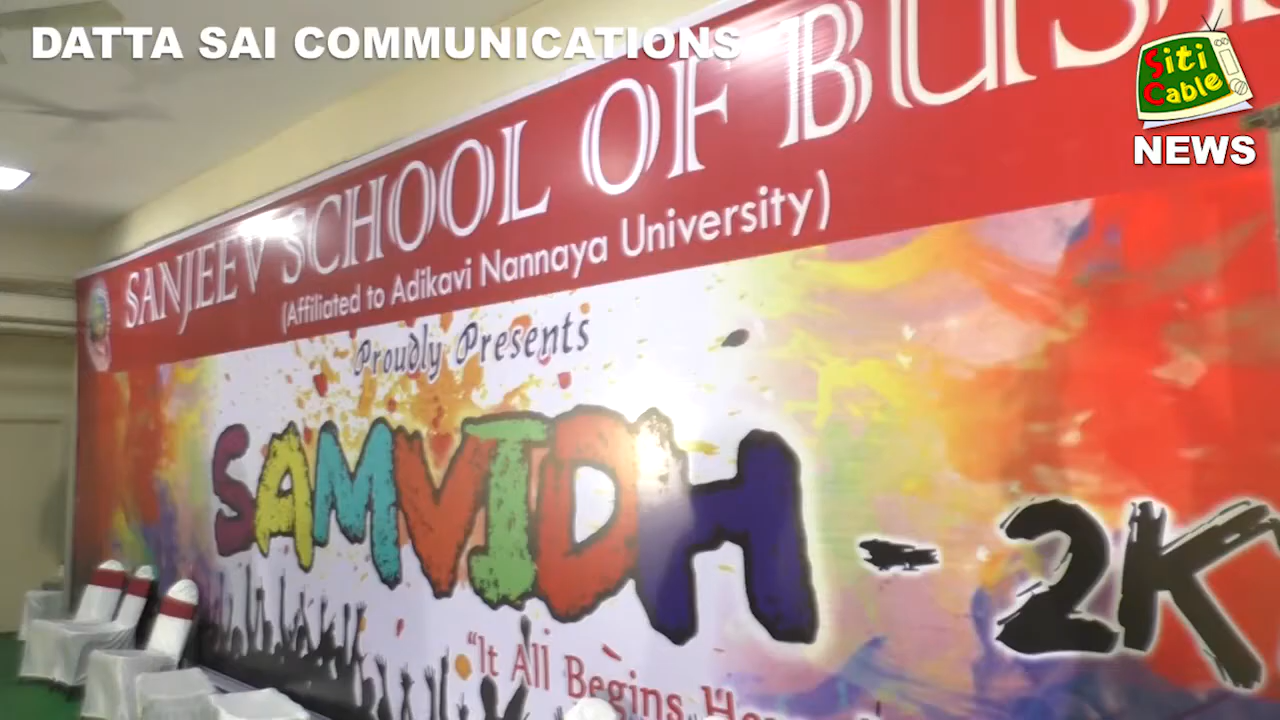 DATTA SAI COMMUNICATIONS
Siti
Cable
NEWS
SANJEEV SCHOOL OF
(Affiliated to Adikavi Nannaya University)
Proudly Presents
SAMVIDH - 2K
"It All Begins